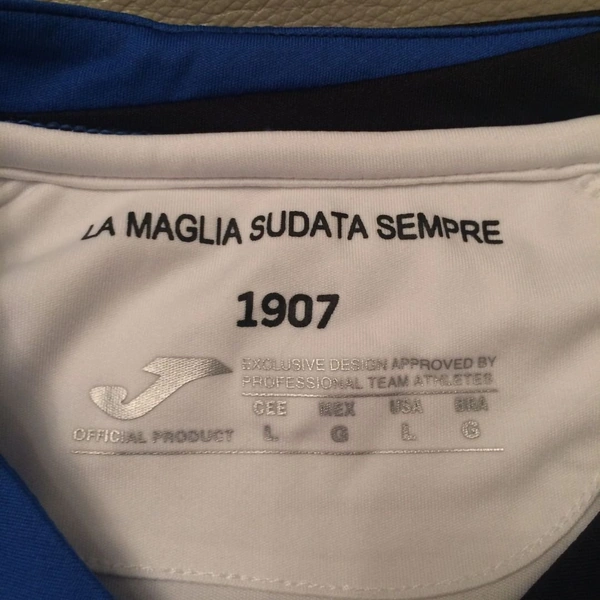 LA MAGLIA SUDATA SEMPRE
1907
EXCLUSIVE DESIGN APPROVED BY
PROFESSIONAL TEAM ATHLETES
CEE MEX USA BRA
OFFICIAL PRODUCT L G L G